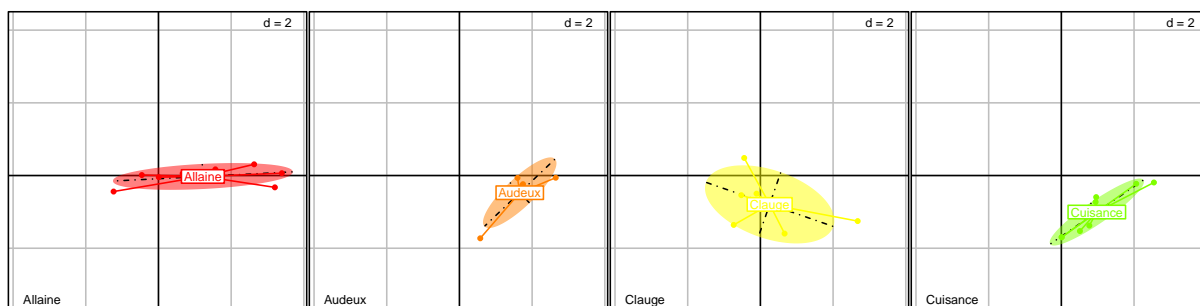 d = 2
d = 2
d = 2
d = 2
Allaine
Audeux
Clauge
Cuisance
Allaine
Audeux
Clauge
Cuisance